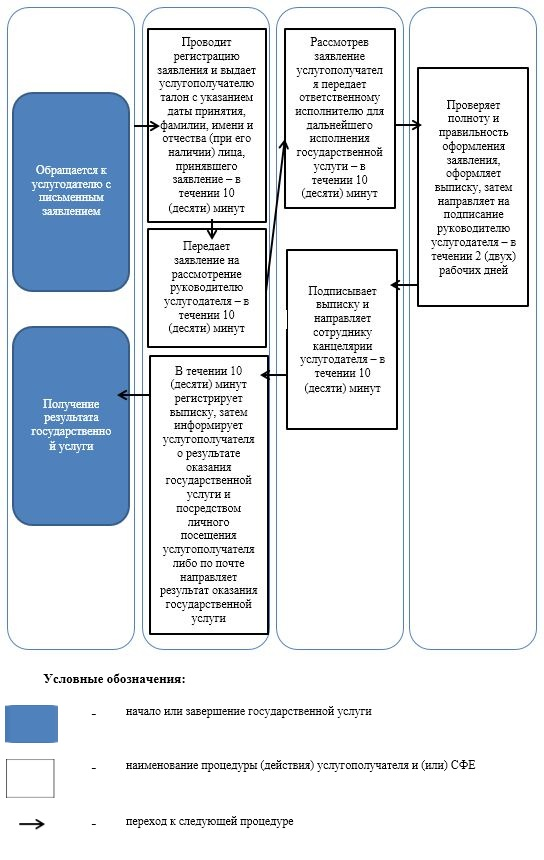 Обращается к
услугодателю с
письменным
заявлением
Проводит
регистрацию
заявления и выдает
услугополучателю
талон с указанием
даты принятия,
фамилии, имени и
отчества (при его
наличии) лица,
принявшего
заявление – в
течении 10
(десяти) минут
Передает
заявление на
рассмотрение
руководителю
услугодателя – в
течении 10
(десяти) минут
Рассмотрев
заявление
услугополучател
я передает
ответственному
исполнителю для
дальнейшего
исполнения
государственной
услуги – в
течении 10
(десяти) минут
Проверяет
полноту и
правильность
оформления
заявления,
оформляет
выписку, затем
направляет на
подписание
руководителю
услугодателя – в
течении 2 (двух)
рабочих дней
Подписывает
выписку и
направляет
сотруднику
канцелярии
услугодателя – в
течении 10
(десяти) минут
В течении 10
(десяти) минут
регистрирует
выписку, затем
информирует
услугополучателя
о результате
оказания
государственной
услуги и
посредством
личного
посещения
услугополучателя
либо по почте
направляет
результат оказания
государственной
услуги
Получение
результата
государственно
й услуги
Условные обозначения:
- начало или завершение государственной услуги
- наименование процедуры (действия) услугополучателя и (или) СФЕ
- переход к следующей процедуре